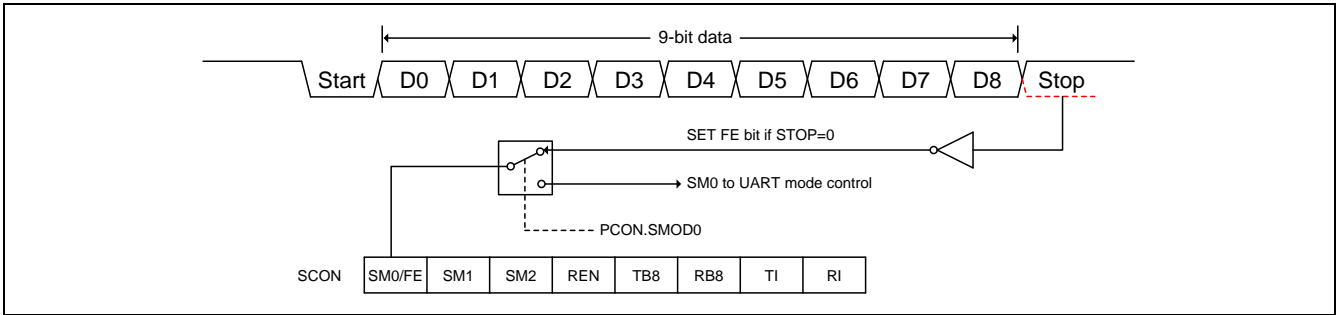 9-bit data
Start D0 D1 D2 D3 D4 D5 D6 D7 D8 Stop
SET FE bit if STOP=0
SM0 to UART mode control
PCON.SMOD0
SCON SM0/FE SM1 SM2 REN TB8 RB8 TI RI